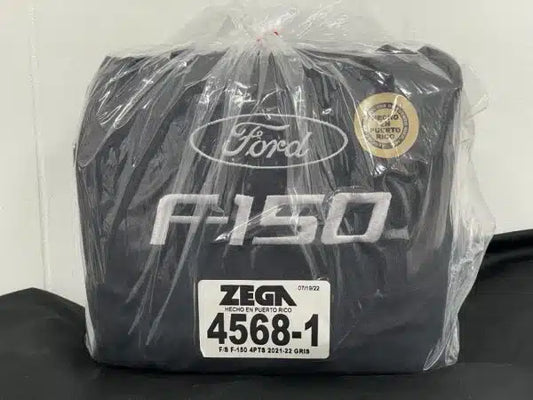 HECHO
EN
PUERTO
RICO
Ford
F-150
ZEGA
07/19/22
HECHO EN PUERTO RICO
4568-1
F/S F-150 4PTS 2021-22 GRIS